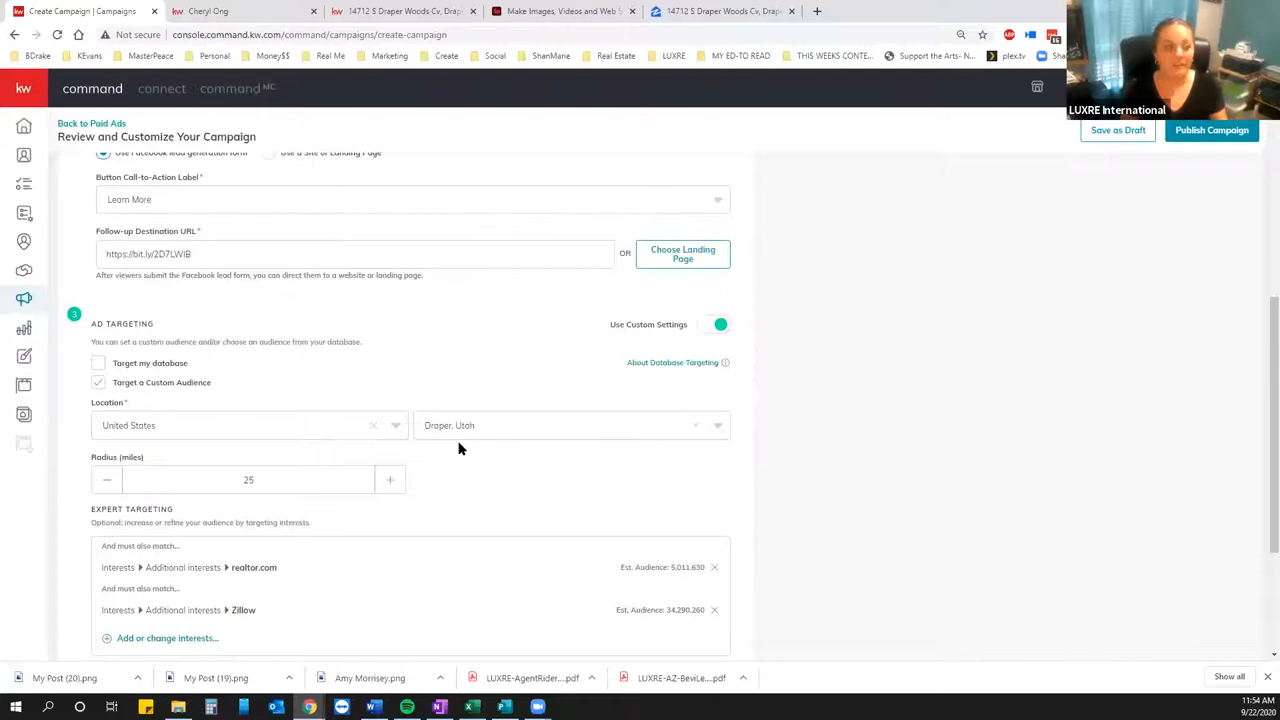 Create Campaigns
Cheryl Ong
14712 S Draper Woods Cv, Draper
Make Images, Videos and Web S
14712 S Draper Woods Cv, Draper
Not secure
console.command.kw.com/command/campaigns/create-campaign
BDrake
KEvans
MasterPeace
Personal
Money$$
Real Me
Marketing
Create
Social
ShanMane
Real Estate
LUXRE
MY ED-TO READ
THIS WEEKS CONTE...
Support the Arts- N...
plex.tv
LUXRE International
kw
command connect command MC
Back to Paid Ads
Review and Customize Your Campaign
Save as Draft
Publish Campaign
Use Facebook lead generation form
Use a Site or Landing Page
Button Call-to-Action Label*
Learn More
Follow-up Destination URL*
https://bit.ly/2D7LWIB
OR
Choose Landing
Page
After viewers submit the Facebook lead form, you can direct them to a website or landing page.
3
AD TARGETING
Use Custom Settings
You can set a custom audience and/or choose an audience from your database.
Target my database
About Database Targeting
Target a Custom Audience
Location*
United States
Draper, Utah
Radius (miles)
25
EXPERT TARGETING
Optional; increase or refine your audience by targeting interests.
And must also match...
Interests Additional interests realtor.com
Est. Audience: 5,011,630
And must also match...
Interests Additional interests Zillow
Est. Audience: 34,290,260
Add or change interests...
My Post (20).png
My Post (19).png
Amy Morrisey.png
LUXRE-AgentRider....pdf
LUXRE-AZ-BeviLe....pdf
Show all
11:54 AM
9/22/2020